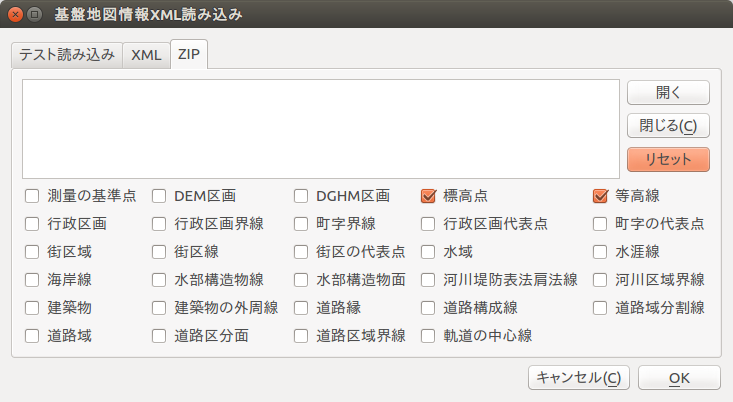 基盤地図情報XML読み込み
テスト読み込み XML ZIP
開く
閉じる(C)
リセット
測量の基準点 DEM区画 DGHM区画 標高点 等高線
行政区画 行政区画界線 町字界線 行政区画代表点 町字の代表点
街区域 街区線 街区の代表点 水域 水涯線
海岸線 水部構造物線 水部構造物面 河川堤防表法肩法線 河川区域界線
建築物 建築物の外周線 道路縁 道路構成線 道路域分割線
道路域 道路区分面 道路区域界線 軌道の中心線
キャンセル(C) OK